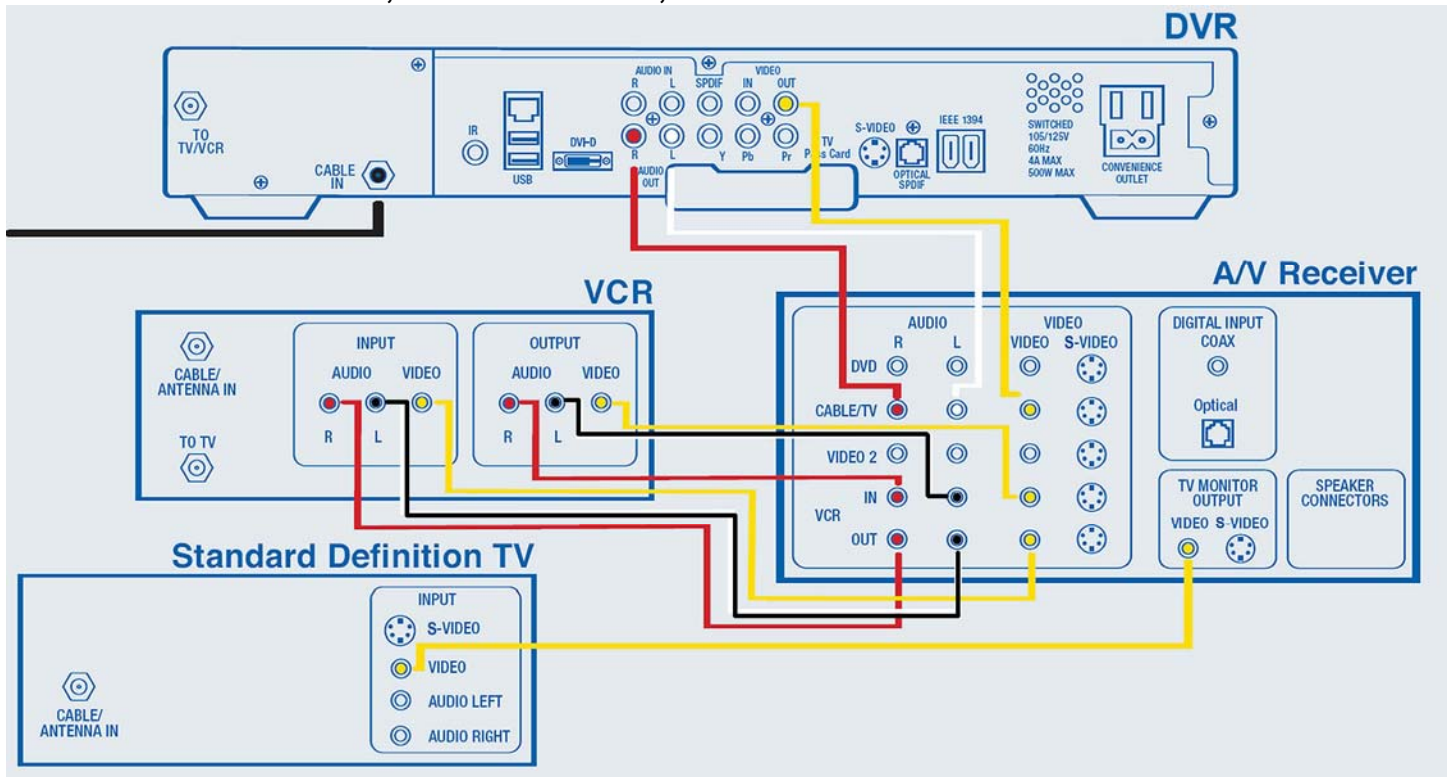 DVR
AUDIO IN
VIDEO
R L SPDIF IN OUT
TO
TV/VCR
CABLE
IN
IR
USB
DVI-D
R L Y Pb Pr
AUDIO
OUT
TV
Pass Card
S-VIDEO
OPTICAL
SPDIF
IEEE 1394
SWITCHED
105/125V
60Hz
4A MAX
500W MAX
CONVENIENCE
OUTLET
VCR
CABLE/
ANTENNA IN
TO TV
INPUT
AUDIO VIDEO
R L
OUTPUT
AUDIO VIDEO
R L
A/V Receiver
AUDIO
R L
VIDEO
VIDEO S-VIDEO
DVD
CABLE/TV
VIDEO 2
IN
VCR
OUT
DIGITAL INPUT
COAX
Optical
TV MONITOR
OUTPUT
VIDEO S-VIDEO
SPEAKER
CONNECTORS
Standard Definition TV
CABLE/
ANTENNA IN
INPUT
S-VIDEO
VIDEO
AUDIO LEFT
AUDIO RIGHT